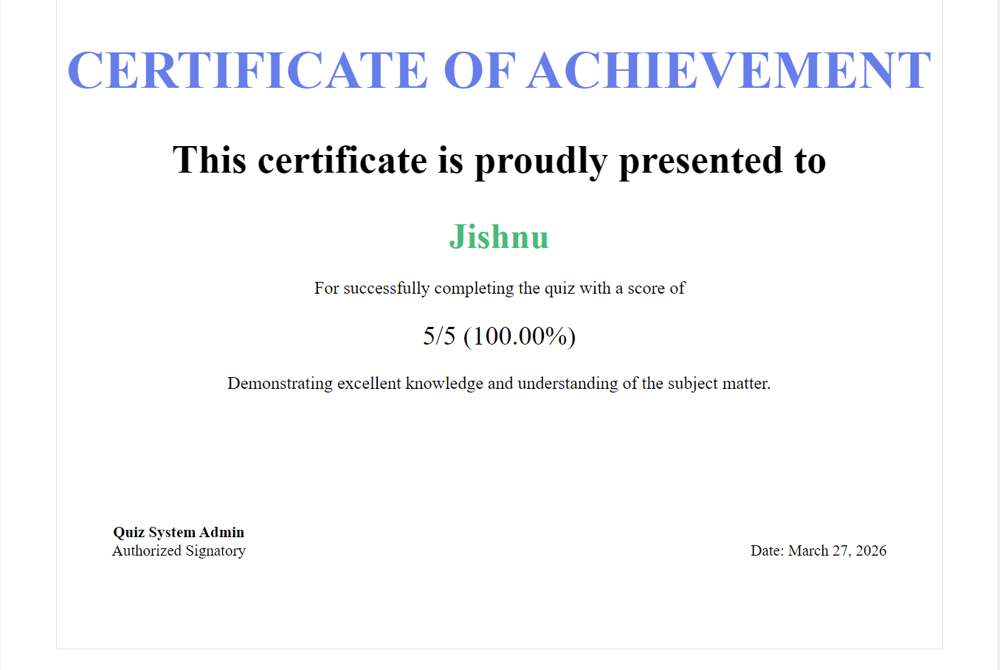 CERTIFICATE OF ACHIEVEMENT
This certificate is proudly presented to
Jishnu
For successfully completing the quiz with a score of
5/5 (100.00%)
Demonstrating excellent knowledge and understanding of the subject matter.
Quiz System Admin
Authorized Signatory
Date: March 27, 2026